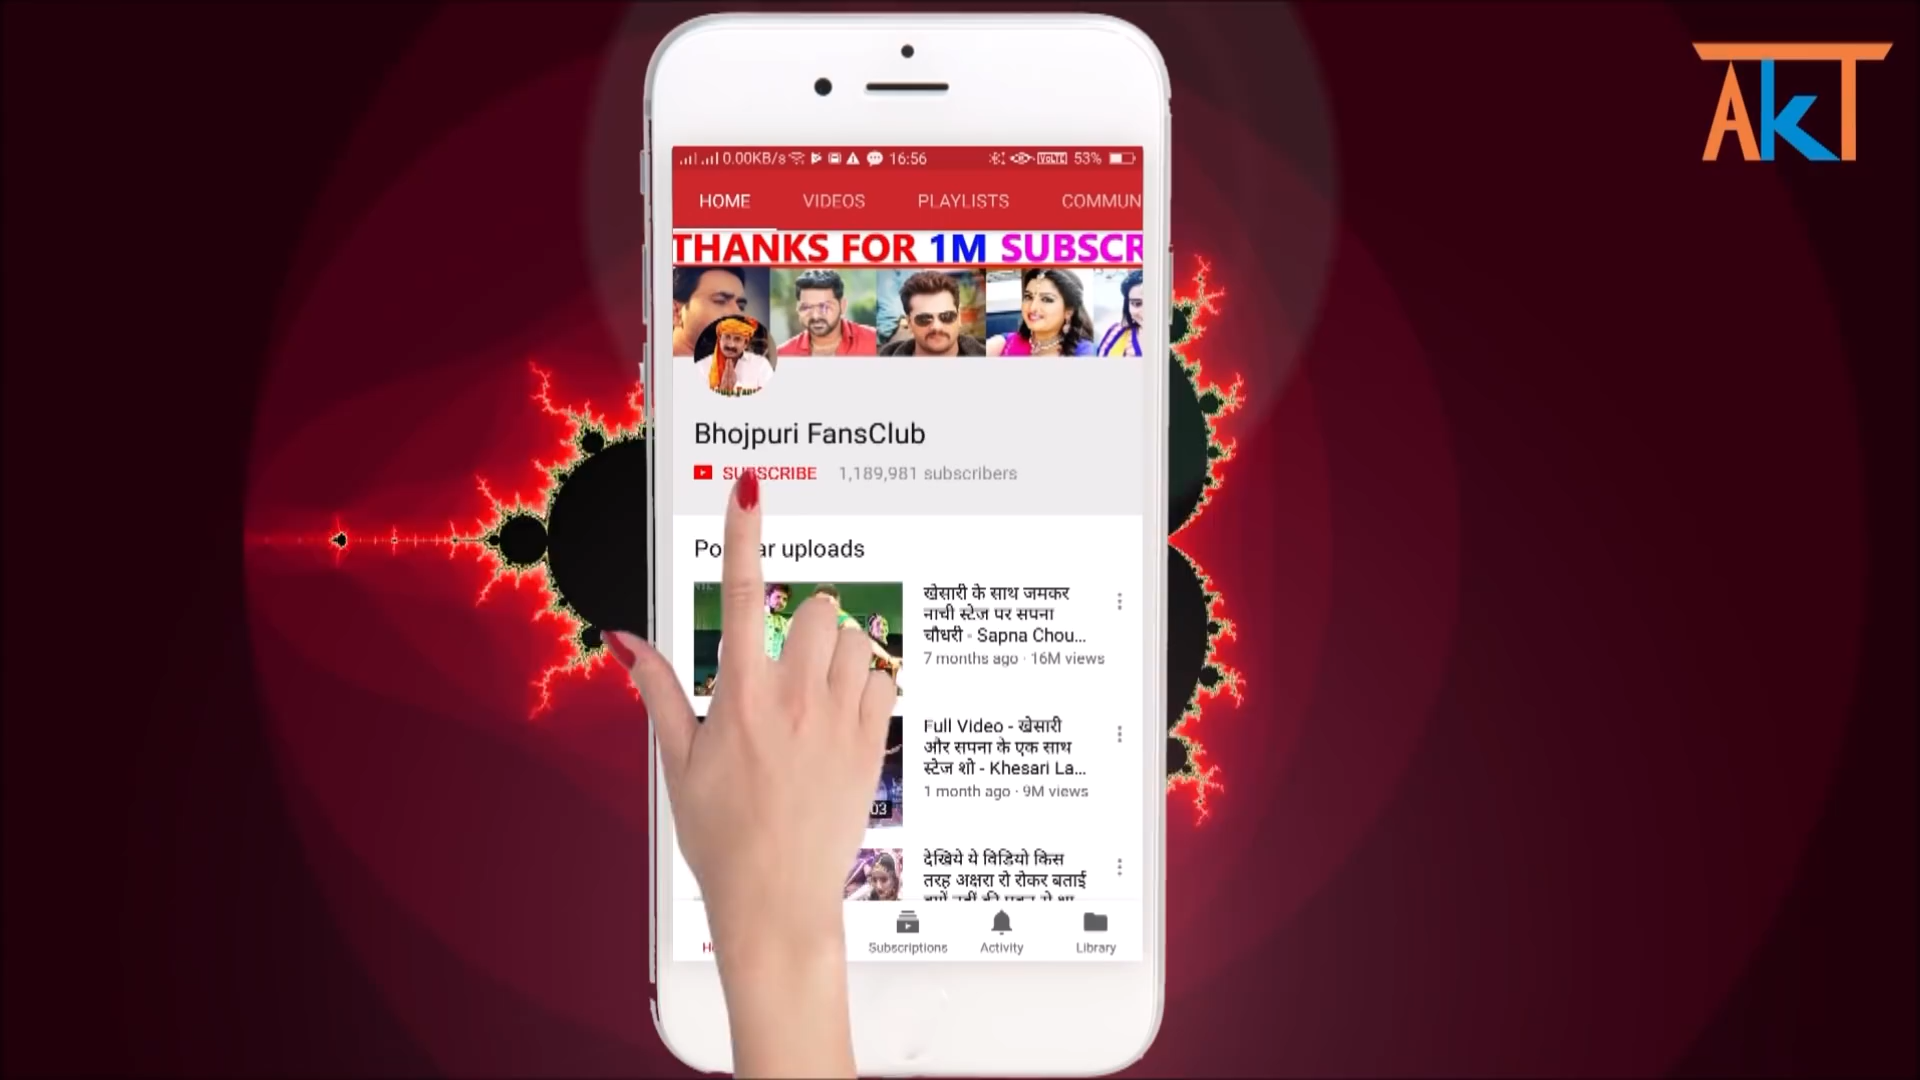 AKT
0.00KB/s 16:56 VoLTE 53%
HOME VIDEOS PLAYLISTS COMMUN
THANKS FOR 1M SUBSCR
Bhojpuri FansClub
SUBSCRIBE 1,189,981 subscribers
uploads
खेसारी के साथ जमकर
नाची स्टेज पर सपना
चौधरी - Sapna Chou...
7 months ago · 16M views
Full Video - खेसारी
और सपना के एक साथ
स्टेज शो - Khesari La...
1 month ago · 9M views
03
देखिये ये विडियो किस
तरह अक्षरा रो रोकर बताई
Subscriptions Activity Library